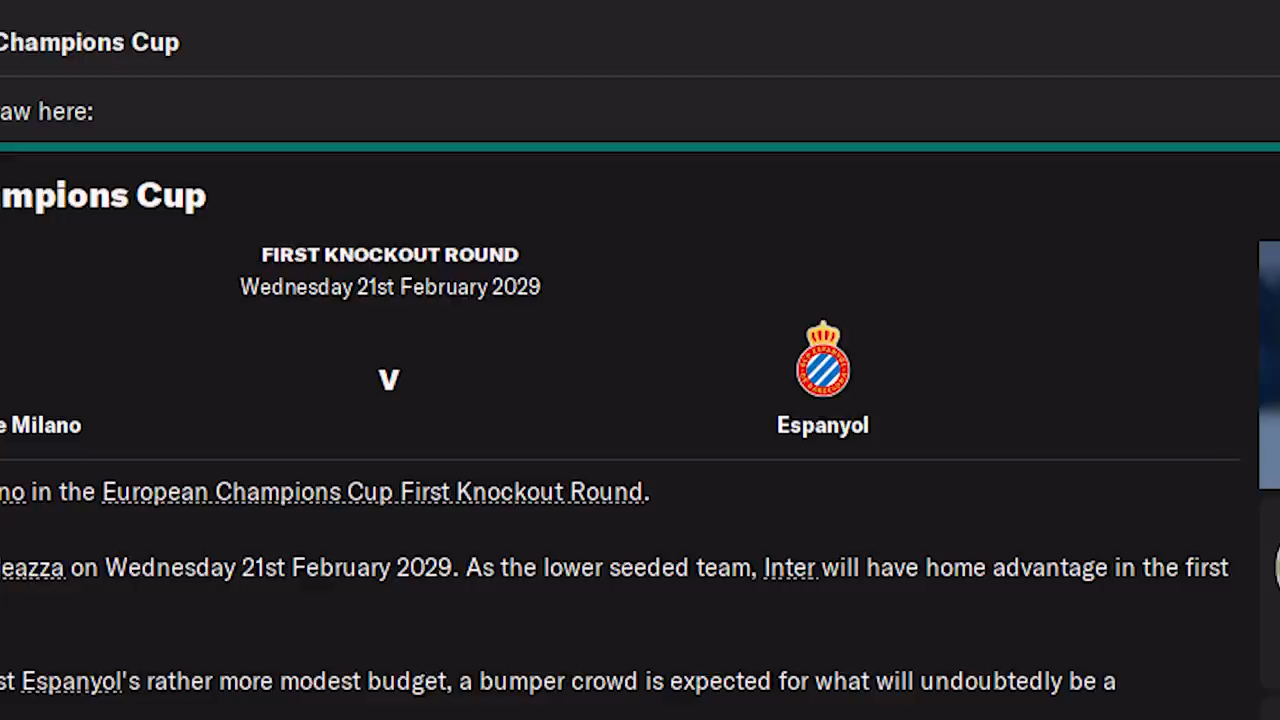 Champions Cup
aw here:
mpions Cup
FIRST KNOCKOUT ROUND
Wednesday 21st February 2029
V
e Milano
Espanyol
no in the European Champions Cup First Knockout Round.
eazza on Wednesday 21st February 2029. As the lower seeded team, Inter will have home advantage in the first
st Espanyol's rather more modest budget, a bumper crowd is expected for what will undoubtedly be a